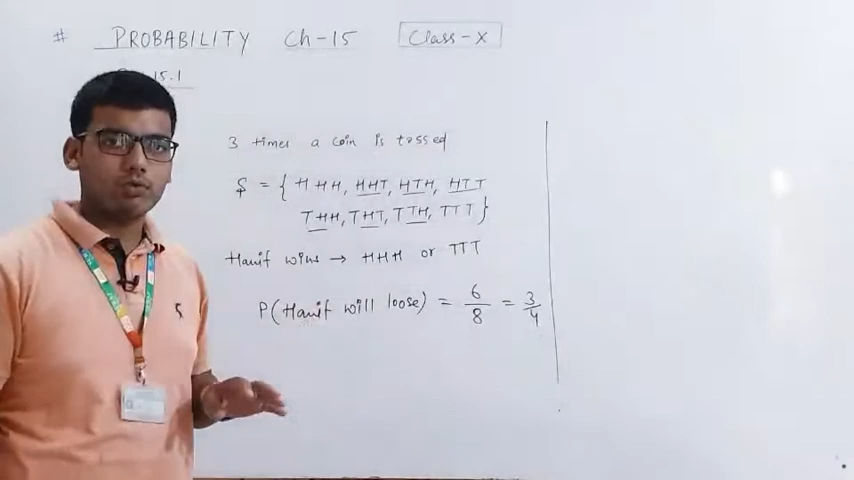 # PROBABILITY Ch-15 Class-X
15.1
3 times a coin is tossed
S = { H H H, HHT, HTH, HTT
THH, THT, TTH, TTT }
Hanif wins → HHH or TTT
P(Hanif will loose) = 6/8 = 3/4